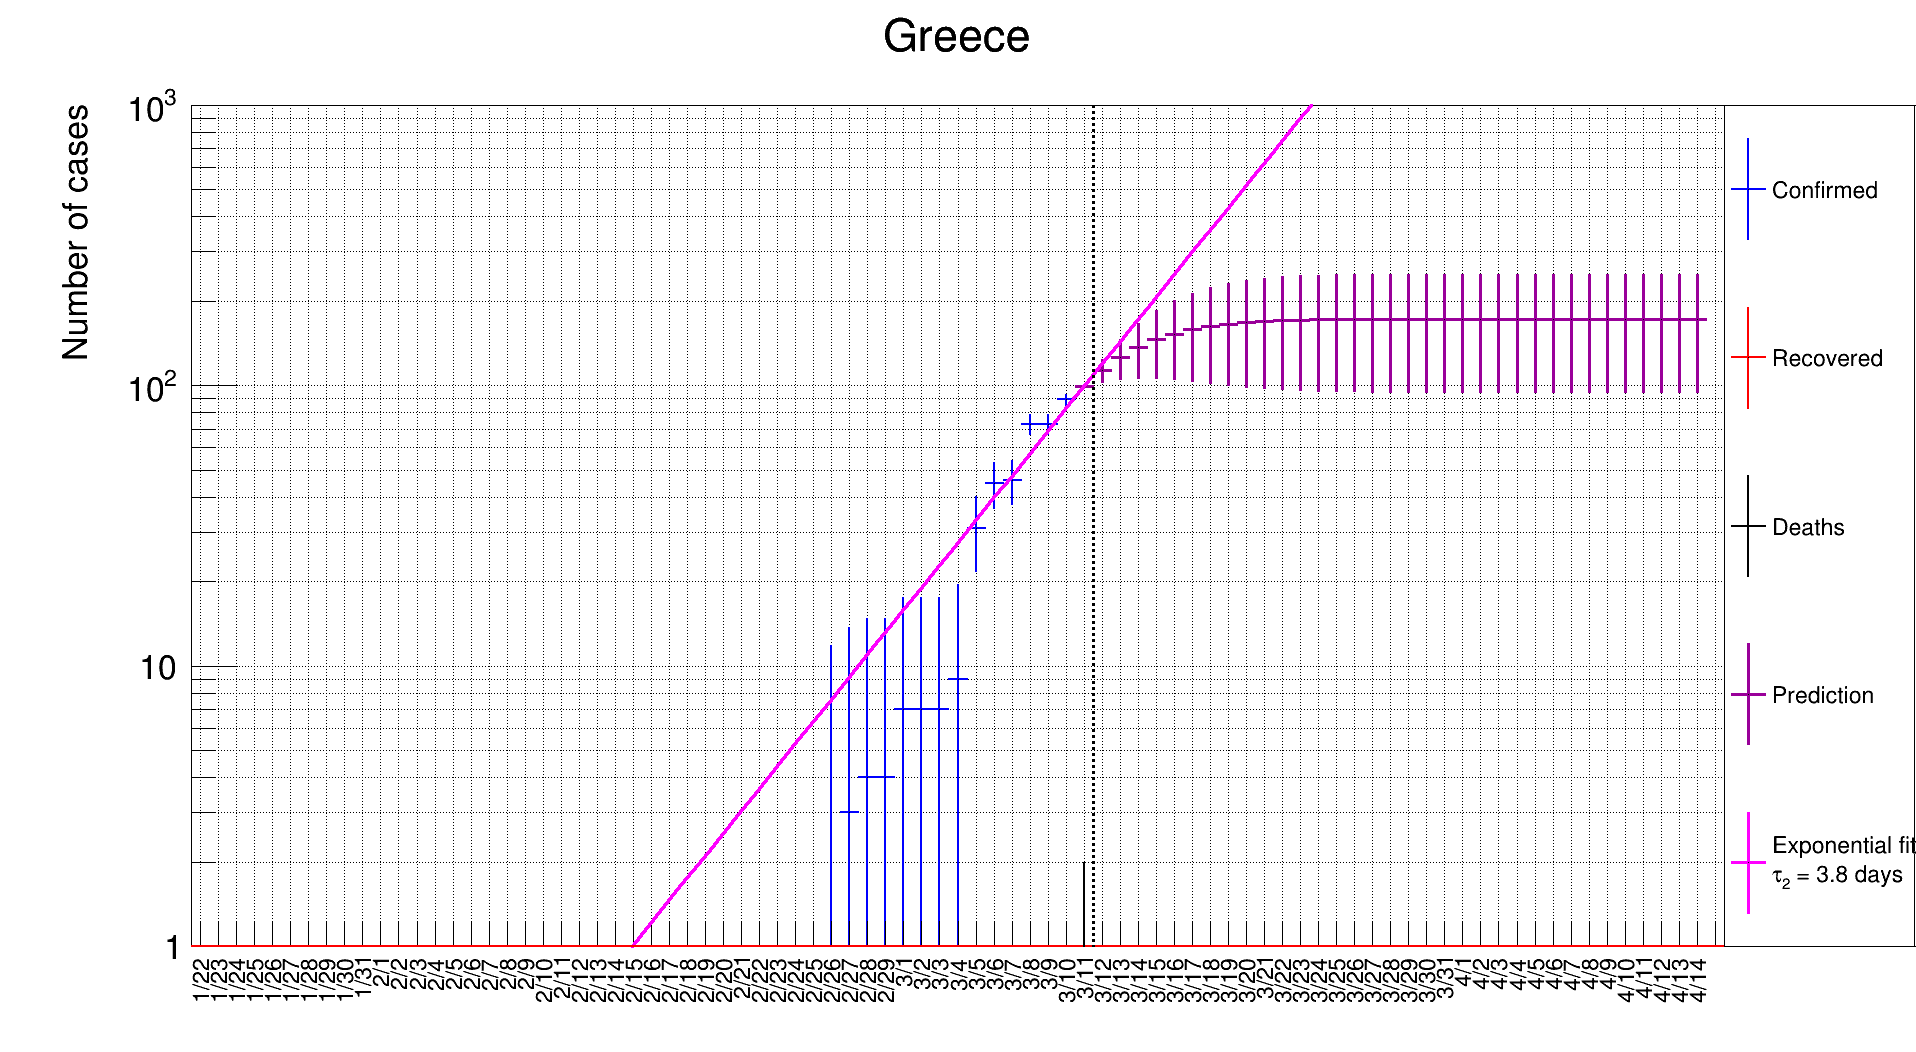 Greece
Number of cases
10³
10²
10
1
1/22 1/23 1/24 1/25 1/26 1/27 1/28 1/29 1/30 1/31 2/1 2/2 2/3 2/4 2/5 2/6 2/7 2/8 2/9 2/10 2/11 2/12 2/13 2/14 2/15 2/16 2/17 2/18 2/19 2/20 2/21 2/22 2/23 2/24 2/25 2/26 2/27 2/28 2/29 3/1 3/2 3/3 3/4 3/5 3/6 3/7 3/8 3/9 3/10 3/11 3/12 3/13 3/14 3/15 3/16 3/17 3/18 3/19 3/20 3/21 3/22 3/23 3/24 3/25 3/26 3/27 3/28 3/29 3/30 3/31 4/1 4/2 4/3 4/4 4/5 4/6 4/7 4/8 4/9 4/10 4/11 4/12 4/13 4/14
Confirmed
Recovered
Deaths
Prediction
Exponential fit
τ₂ = 3.8 days